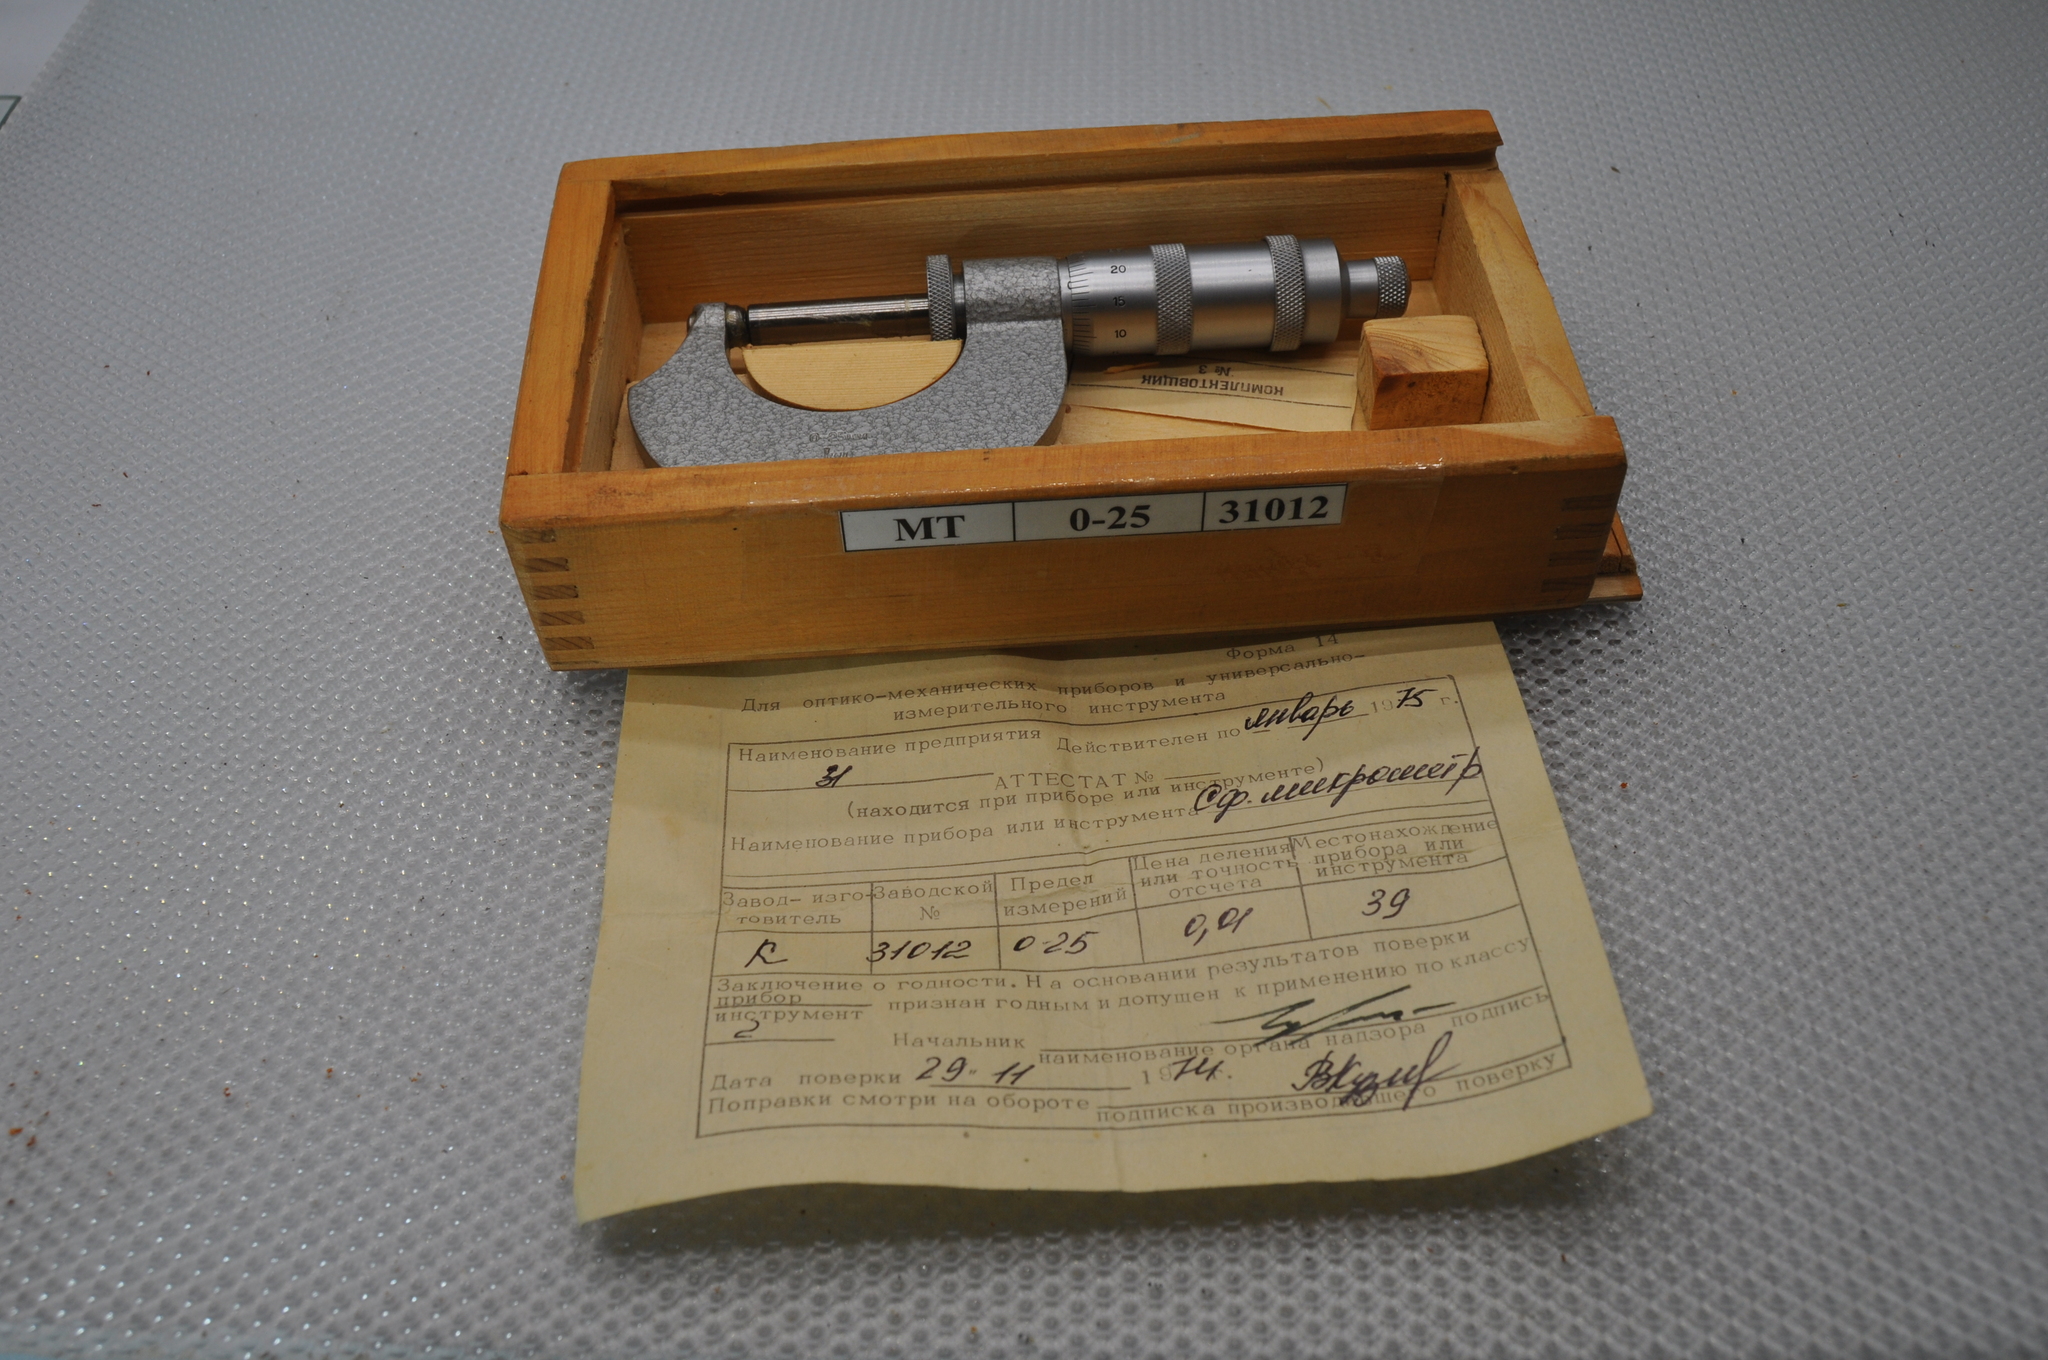 20
15
10
КОМПЛЕКТОВЩИК
№ 3
МТ 0-25 31012
Форма 14
Для оптико-механических приборов и универсально-
измерительного инструмента
Наименование предприятия Действителен по январь 1975 г.
31 АТТЕСТАТ №
(находится при приборе или инструменте)
Наименование прибора или инструмента Сф. микрометр
Завод-изго-товитель
Заводской №
Предел измерений
Цена деления или точность отсчета
Местонахождение прибора или инструмента
К 31012 0-25 0,01 39
Заключение о годности. На основании результатов поверки
прибор
инструмент признан годным и допущен к применению по классу
2
Начальник
наименование органа надзора подпись
Дата поверки 29.11 1974.
Поправки смотри на обороте
подписка производившего поверку